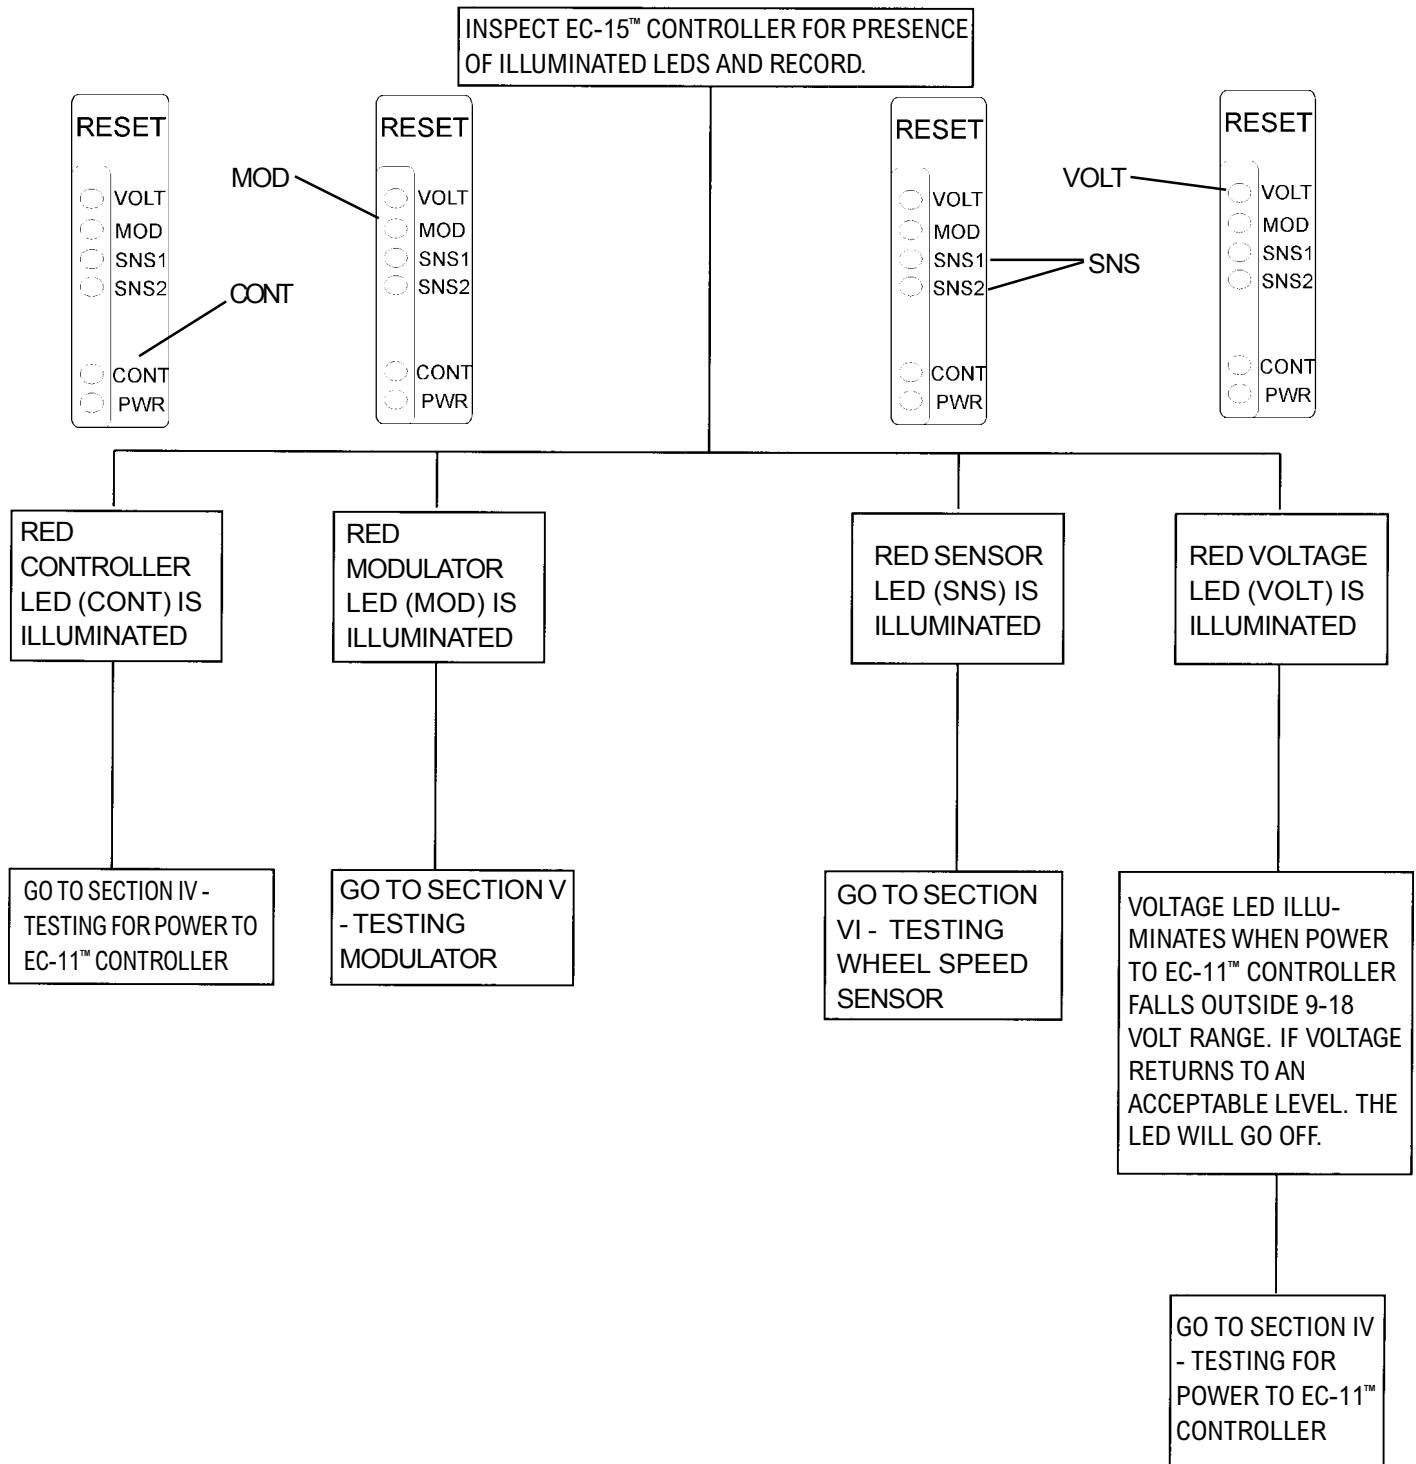 INSPECT EC-15™ CONTROLLER FOR PRESENCE
OF ILLUMINATED LEDS AND RECORD.
RESET
VOLT
MOD
SNS1
SNS2
CONT
PWR
CONT
RESET
VOLT
MOD
SNS1
SNS2
CONT
PWR
MOD
RESET
VOLT
MOD
SNS1
SNS2
CONT
PWR
SNS
RESET
VOLT
MOD
SNS1
SNS2
CONT
PWR
VOLT
RED
CONTROLLER
LED (CONT) IS
ILLUMINATED
RED
MODULATOR
LED (MOD) IS
ILLUMINATED
RED SENSOR
LED (SNS) IS
ILLUMINATED
RED VOLTAGE
LED (VOLT) IS
ILLUMINATED
GO TO SECTION IV -
TESTING FOR POWER TO
EC-11™ CONTROLLER
GO TO SECTION V
- TESTING
MODULATOR
GO TO SECTION
VI - TESTING
WHEEL SPEED
SENSOR
VOLTAGE LED ILLU-
MINATES WHEN POWER
TO EC-11™ CONTROLLER
FALLS OUTSIDE 9-18
VOLT RANGE. IF VOLTAGE
RETURNS TO AN
ACCEPTABLE LEVEL. THE
LED WILL GO OFF.
GO TO SECTION IV
- TESTING FOR
POWER TO EC-11™
CONTROLLER